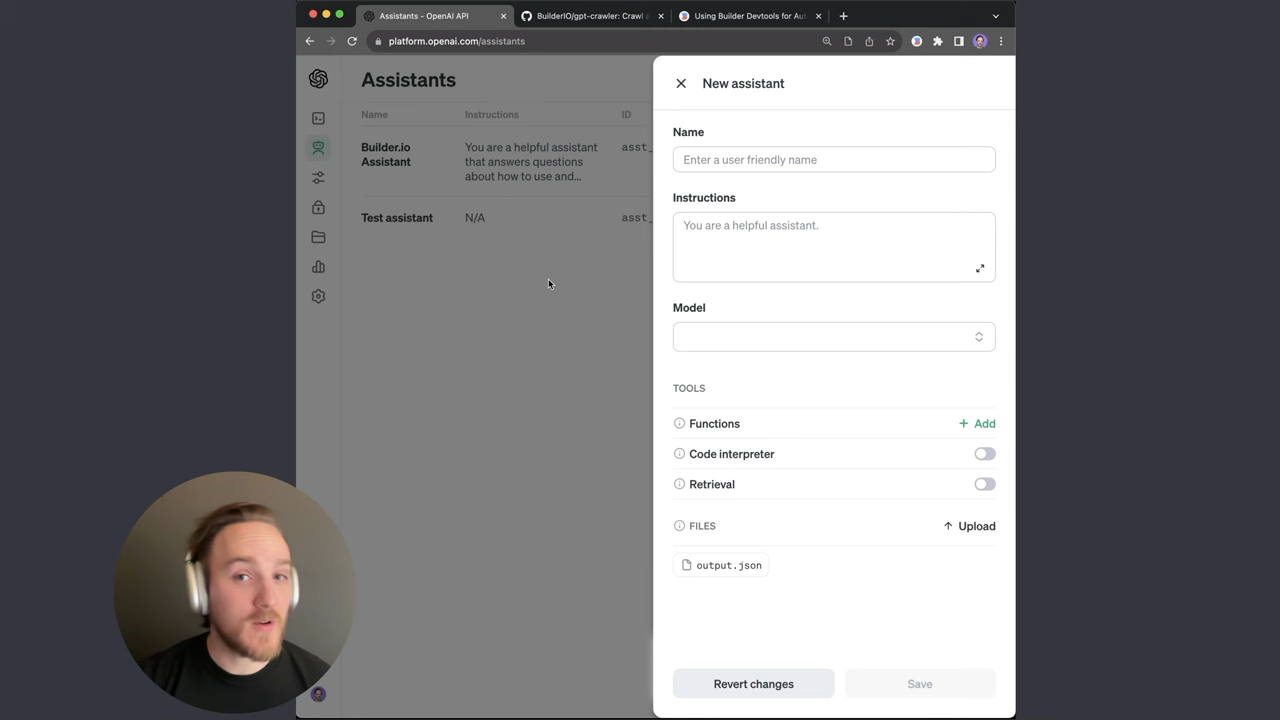 Assistants - OpenAI API
BuilderIO/gpt-crawler: Crawl
Using Builder Devtools for Aut
platform.openai.com/assistants
Assistants
Name
Instructions
ID
Builder.io
Assistant
You are a helpful assistant
that answers questions
about how to use and...
asst_
Test assistant
N/A
asst_
New assistant
Name
Enter a user friendly name
Instructions
You are a helpful assistant.
Model
TOOLS
Functions
+ Add
Code interpreter
Retrieval
FILES
Upload
output.json
Revert changes
Save